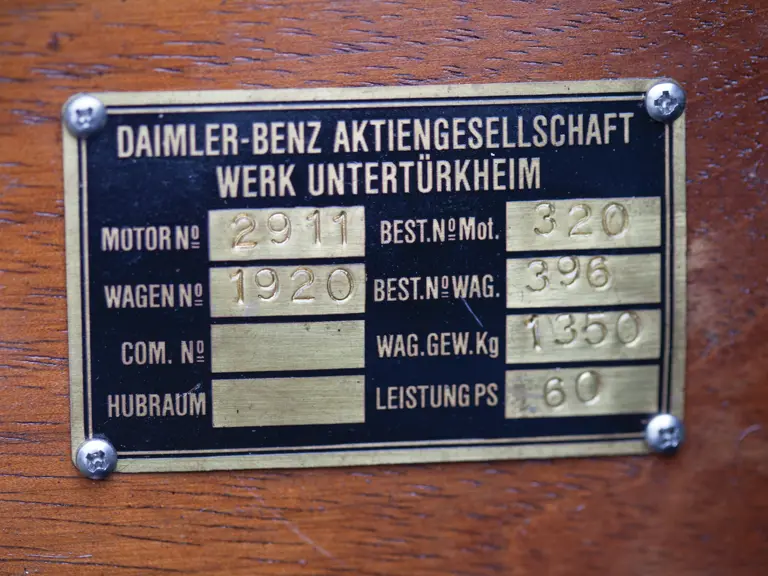 DAIMLER-BENZ AKTIENGESELLSCHAFT
WERK UNTERTÜRKHEIM
MOTOR Nº 2911 BEST.Nº Mot. 320
WAGEN Nº 1920 BEST.Nº WAG. 396
COM. Nº WAG.GEW.Kg 1350
HUBRAUM LEISTUNG PS 60